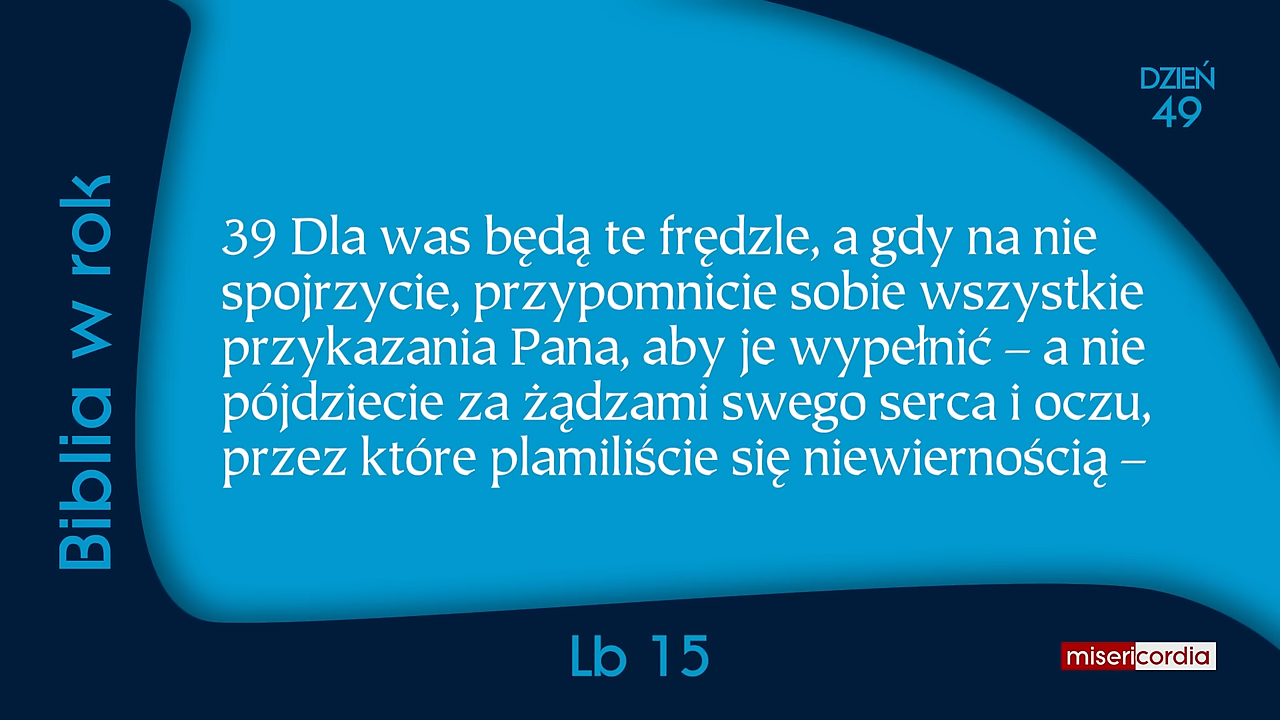 DZIEŃ
49
Biblia w rok
39 Dla was będą te frędzle, a gdy na nie
spojrzycie, przypomnicie sobie wszystkie
przykazania Pana, aby je wypełnić – a nie
pójdziecie za żądzami swego serca i oczu,
przez które plamiliście się niewiernością –
Lb 15
misericordia